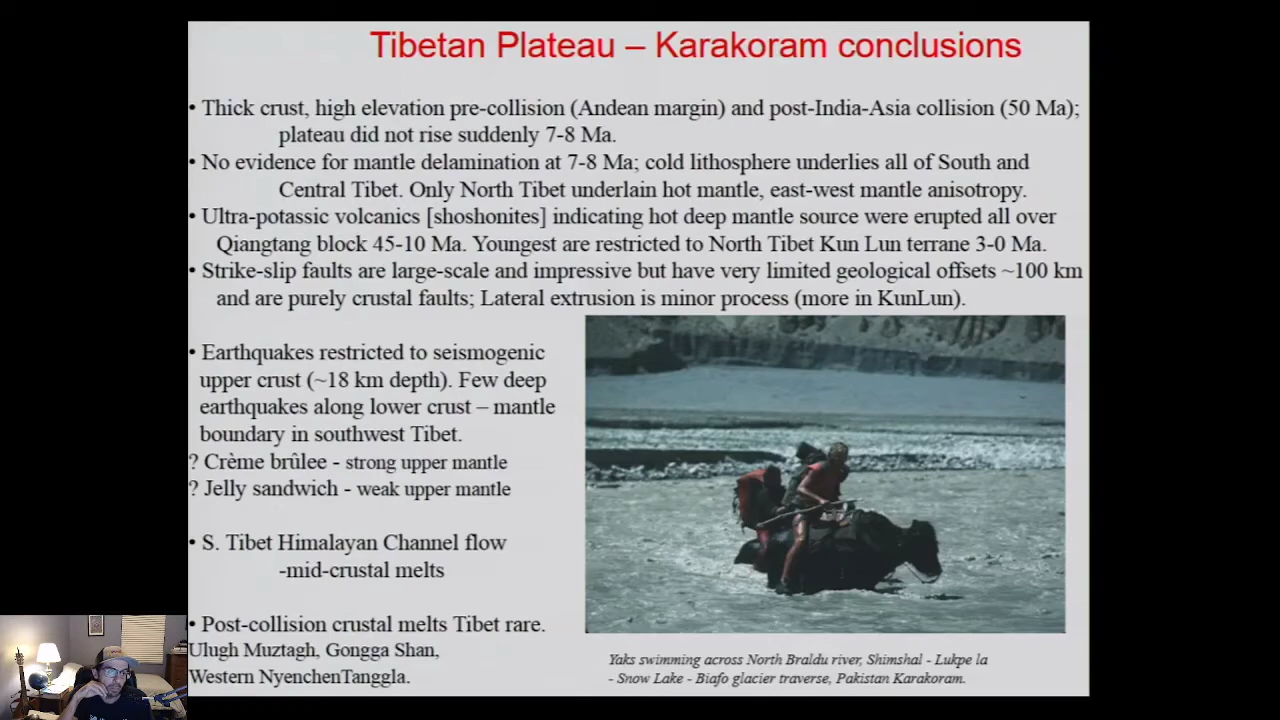 Tibetan Plateau – Karakoram conclusions
• Thick crust, high elevation pre-collision (Andean margin) and post-India-Asia collision (50 Ma);
plateau did not rise suddenly 7-8 Ma.
• No evidence for mantle delamination at 7-8 Ma; cold lithosphere underlies all of South and
Central Tibet. Only North Tibet underlain hot mantle, east-west mantle anisotropy.
• Ultra-potassic volcanics [shoshonites] indicating hot deep mantle source were erupted all over
Qiangtang block 45-10 Ma. Youngest are restricted to North Tibet Kun Lun terrane 3-0 Ma.
• Strike-slip faults are large-scale and impressive but have very limited geological offsets ~100 km
and are purely crustal faults; Lateral extrusion is minor process (more in KunLun).
• Earthquakes restricted to seismogenic
upper crust (~18 km depth). Few deep
earthquakes along lower crust – mantle
boundary in southwest Tibet.
? Crème brûlee - strong upper mantle
? Jelly sandwich - weak upper mantle
• S. Tibet Himalayan Channel flow
-mid-crustal melts
• Post-collision crustal melts Tibet rare.
Ulugh Muztagh, Gongga Shan,
Western NyenchenTanggla.
Yaks swimming across North Braldu river, Shimshal - Lukpe la
- Snow Lake - Biafo glacier traverse, Pakistan Karakoram.